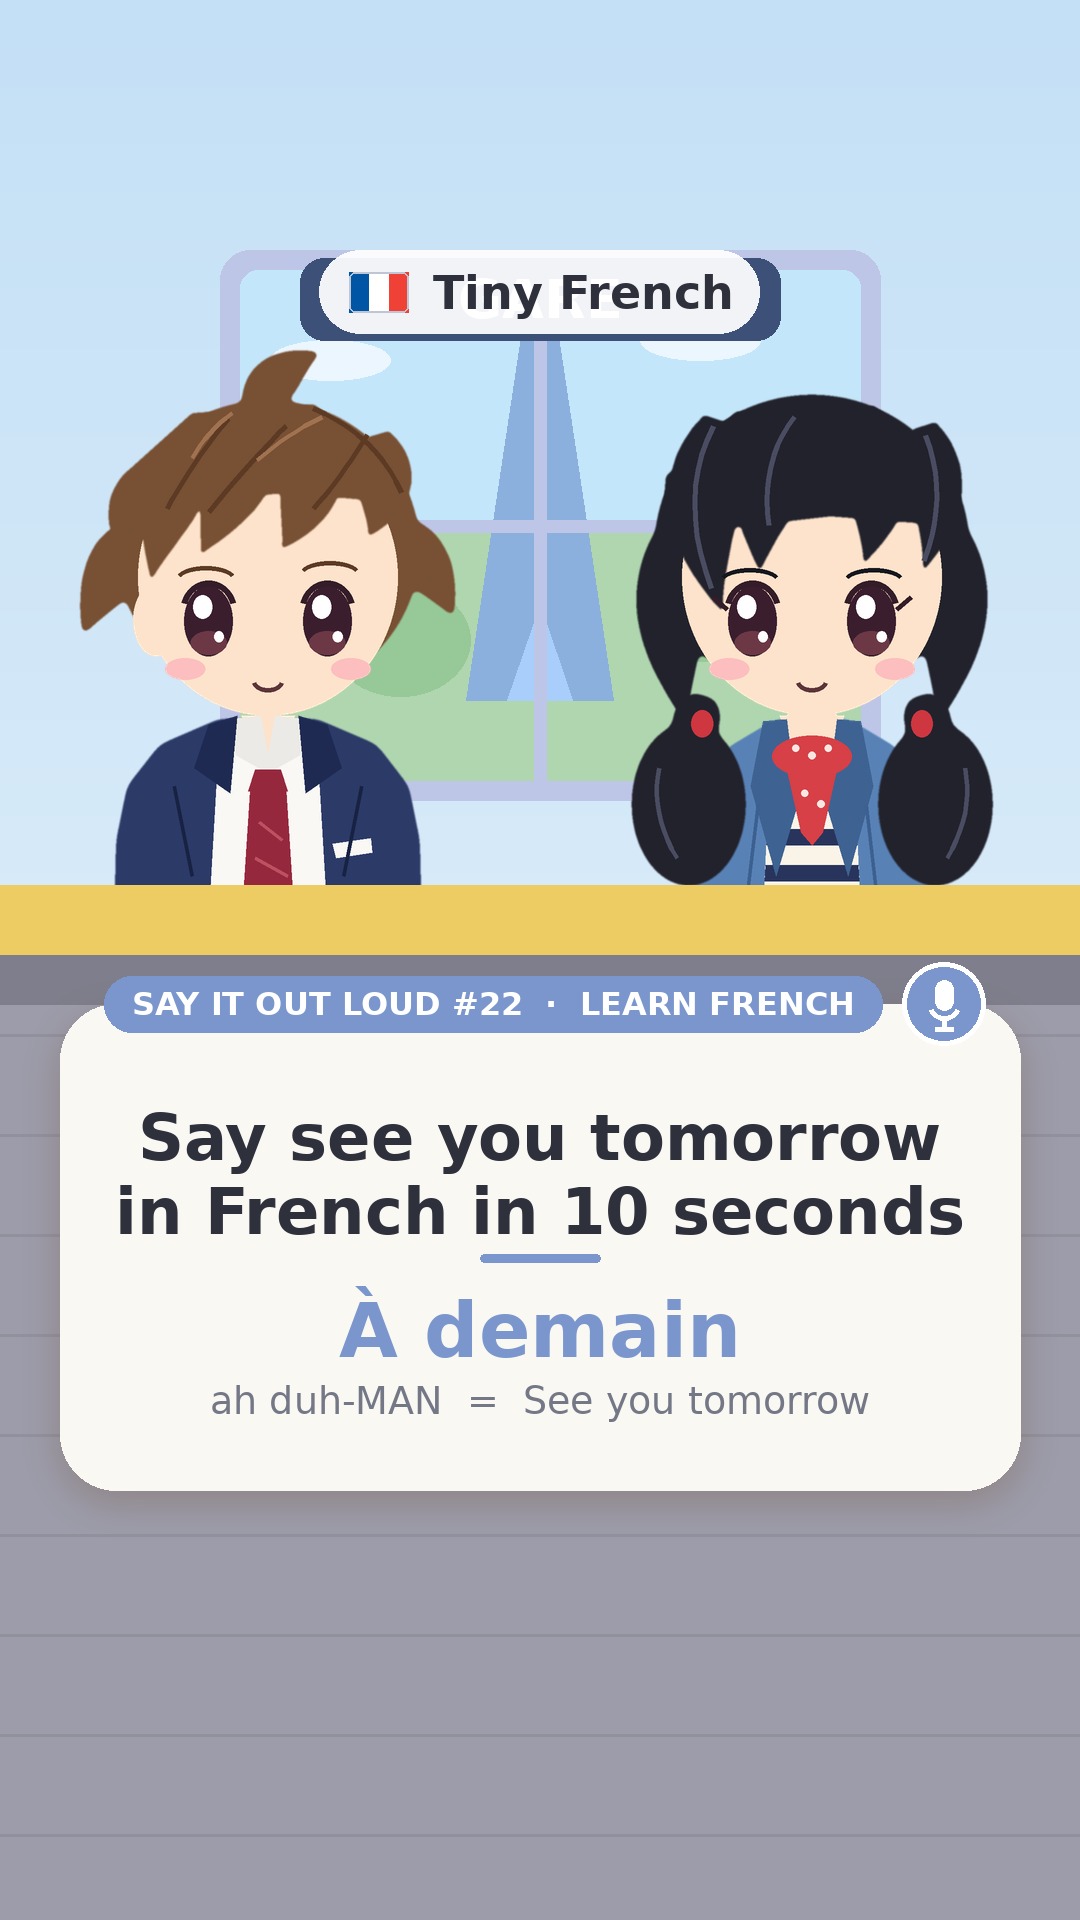 Tiny French
SAY IT OUT LOUD #22 · LEARN FRENCH
Say see you tomorrow
in French in 10 seconds
À demain
ah duh-MAN = See you tomorrow